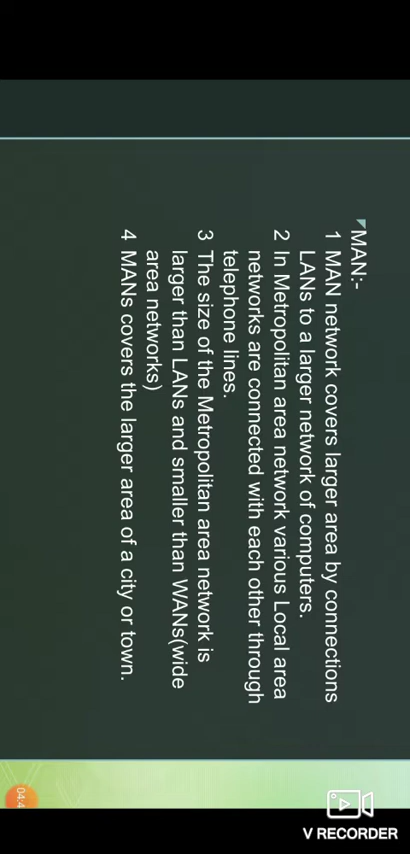 MAN:-
1 MAN network covers larger area by connections
LANs to a larger network of computers.
2 In Metropolitan area network various Local area
networks are connected with each other through
telephone lines.
3 The size of the Metropolitan area network is
larger than LANs and smaller than WANs(wide
area networks)
4 MANs covers the larger area of a city or town.
04:4
V RECORDER